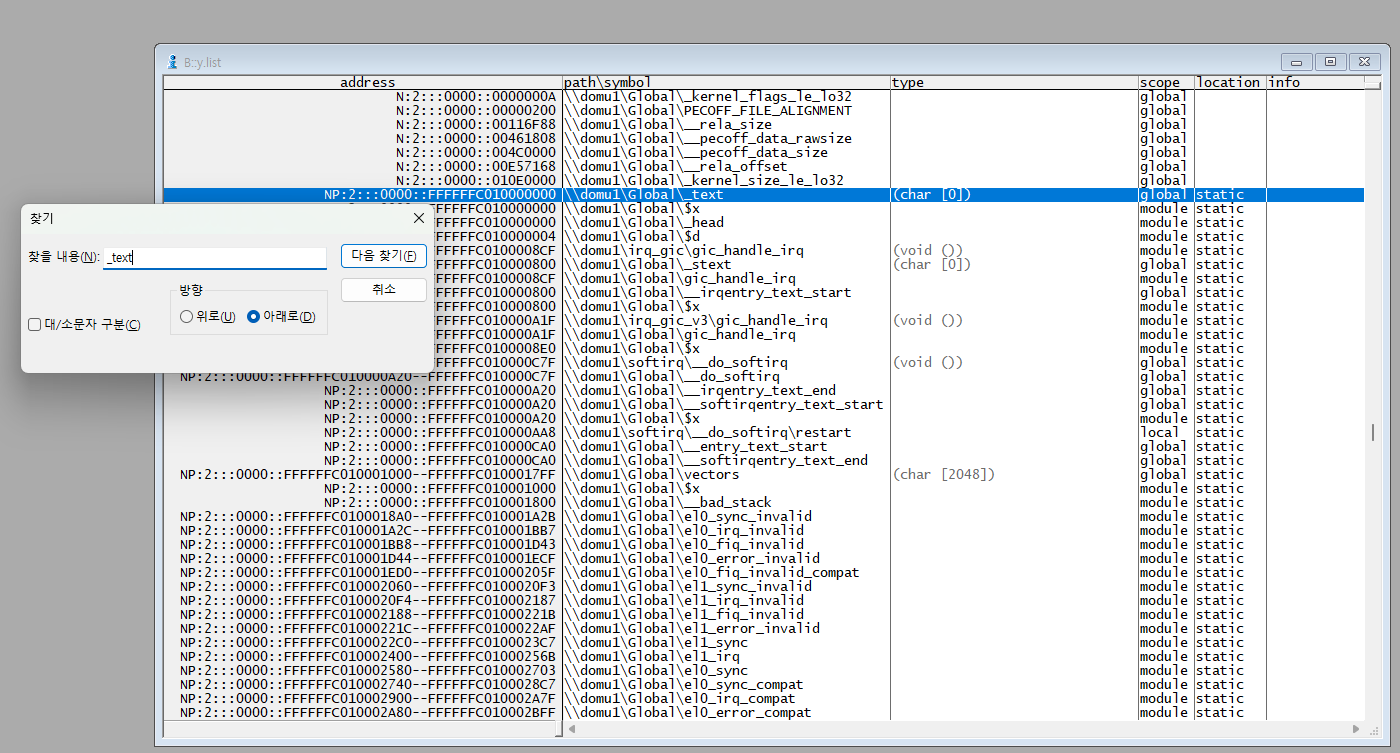 B::y.list
address path\symbol type scope location info
N:2:::0000::0000000A \\domu1\Global\_kernel_flags_le_lo32 global
N:2:::0000::00000200 \\domu1\Global\PECOFF_FILE_ALIGNMENT global
N:2:::0000::00116F88 \\domu1\Global\__rela_size global
N:2:::0000::00461808 \\domu1\Global\__pecoff_data_rawsize global
N:2:::0000::004C0000 \\domu1\Global\__pecoff_data_size global
N:2:::0000::00E57168 \\domu1\Global\__rela_offset global
N:2:::0000::010E0000 \\domu1\Global\_kernel_size_le_lo32 global
NP:2:::0000::FFFFFFC010000000 \\domu1\Global\_text (char [0]) global static
FFFFFFC010000000 \\domu1\Global\$x module static
FFFFFFC010000000 \\domu1\Global\_head module static
FFFFFFC010000004 \\domu1\Global\$d module static
FFFFFFC0100008CF \\domu1\irq_gic\gic_handle_irq (void ()) module static
FFFFFFC010000800 \\domu1\Global\_stext (char [0]) global static
FFFFFFC0100008CF \\domu1\Global\gic_handle_irq module static
FFFFFFC010000800 \\domu1\Global\__irqentry_text_start global static
FFFFFFC010000800 \\domu1\Global\$x module static
FFFFFFC010000A1F \\domu1\irq_gic_v3\gic_handle_irq (void ()) module static
FFFFFFC010000A1F \\domu1\Global\gic_handle_irq module static
FFFFFFC0100008E0 \\domu1\Global\$x module static
FFFFFFC010000C7F \\domu1\softirq\__do_softirq (void ()) global static
NP:2:::0000::FFFFFFC010000A20--FFFFFFC010000C7F \\domu1\Global\__do_softirq global static
NP:2:::0000::FFFFFFC010000A20 \\domu1\Global\__irqentry_text_end global static
NP:2:::0000::FFFFFFC010000A20 \\domu1\Global\__softirqentry_text_start global static
NP:2:::0000::FFFFFFC010000A20 \\domu1\Global\$x module static
NP:2:::0000::FFFFFFC010000AA8 \\domu1\softirq\__do_softirq\restart local static
NP:2:::0000::FFFFFFC010000CA0 \\domu1\Global\__entry_text_start global static
NP:2:::0000::FFFFFFC010000CA0 \\domu1\Global\__softirqentry_text_end global static
NP:2:::0000::FFFFFFC010001000--FFFFFFC0100017FF \\domu1\Global\vectors (char [2048]) global static
NP:2:::0000::FFFFFFC010001000 \\domu1\Global\$x module static
NP:2:::0000::FFFFFFC010001800 \\domu1\Global\__bad_stack module static
NP:2:::0000::FFFFFFC0100018A0--FFFFFFC010001A2B \\domu1\Global\el0_sync_invalid module static
NP:2:::0000::FFFFFFC010001A2C--FFFFFFC010001BB7 \\domu1\Global\el0_irq_invalid module static
NP:2:::0000::FFFFFFC010001BB8--FFFFFFC010001D43 \\domu1\Global\el0_fiq_invalid module static
NP:2:::0000::FFFFFFC010001D44--FFFFFFC010001ECF \\domu1\Global\el0_error_invalid module static
NP:2:::0000::FFFFFFC010001ED0--FFFFFFC01000205F \\domu1\Global\el0_fiq_invalid_compat module static
NP:2:::0000::FFFFFFC010002060--FFFFFFC0100020F3 \\domu1\Global\el1_sync_invalid module static
NP:2:::0000::FFFFFFC0100020F4--FFFFFFC010002187 \\domu1\Global\el1_irq_invalid module static
NP:2:::0000::FFFFFFC010002188--FFFFFFC01000221B \\domu1\Global\el1_fiq_invalid module static
NP:2:::0000::FFFFFFC01000221C--FFFFFFC0100022AF \\domu1\Global\el1_error_invalid module static
NP:2:::0000::FFFFFFC0100022C0--FFFFFFC0100023C7 \\domu1\Global\el1_sync module static
NP:2:::0000::FFFFFFC010002400--FFFFFFC01000256B \\domu1\Global\el1_irq module static
NP:2:::0000::FFFFFFC010002580--FFFFFFC010002703 \\domu1\Global\el0_sync module static
NP:2:::0000::FFFFFFC010002740--FFFFFFC0100028C7 \\domu1\Global\el0_sync_compat module static
NP:2:::0000::FFFFFFC010002900--FFFFFFC010002A7F \\domu1\Global\el0_irq_compat module static
NP:2:::0000::FFFFFFC010002A80--FFFFFFC010002BFF \\domu1\Global\el0_error_compat module static
찾기
찾을 내용(N): _text 다음 찾기(F)
취소
방향
대/소문자 구분(C) 위로(U) 아래로(D)